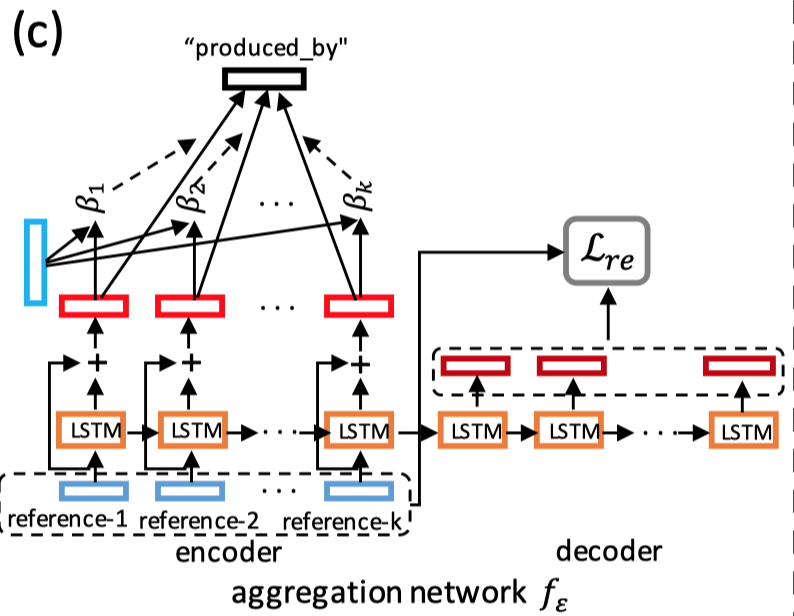 (c)
“produced_by"
β1 β2 ... βk
ℒre
+ + +
LSTM LSTM ... LSTM LSTM LSTM ... LSTM
reference-1 reference-2 ... reference-k
encoder decoder
aggregation network fε